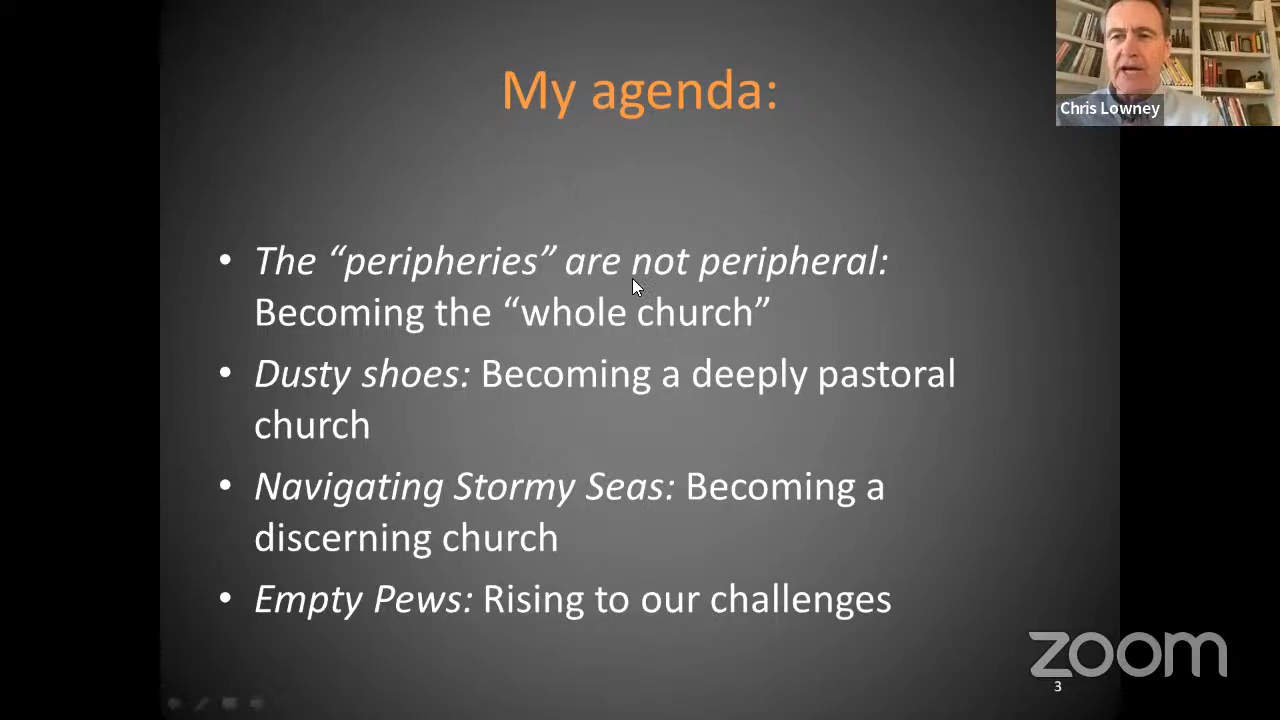 My agenda:
Chris Lowney
• The “peripheries” are not peripheral:
Becoming the “whole church”
• Dusty shoes: Becoming a deeply pastoral
church
• Navigating Stormy Seas: Becoming a
discerning church
• Empty Pews: Rising to our challenges
zoom
3